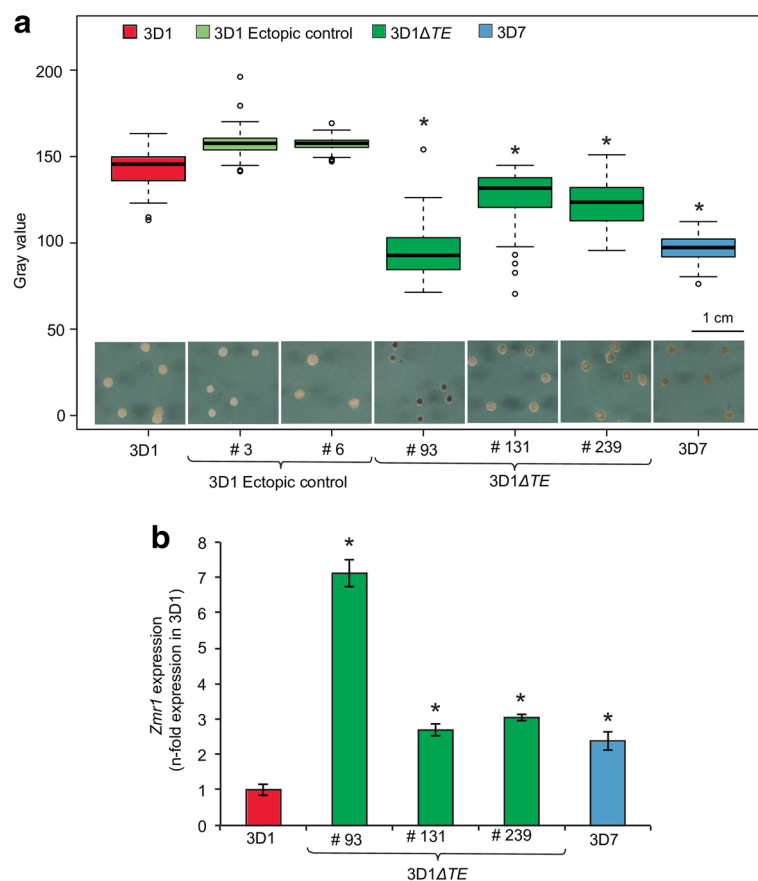 a
3D1 3D1 Ectopic control 3D1ΔTE 3D7
200
150
100
50
0
Gray value
* * * *
1 cm
3D1 # 3 # 6 # 93 # 131 # 239 3D7
3D1 Ectopic control 3D1ΔTE
b
8
7
6
5
4
3
2
1
0
Zmr1 expression
(n-fold expression in 3D1)
* * * *
3D1 # 93 # 131 # 239 3D7
3D1ΔTE